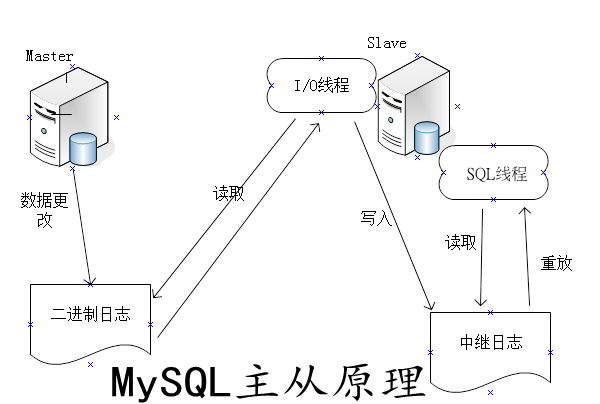 Master
Slave
I/O线程
SQL线程
数据更
改
读取
写入
读取
重放
二进制日志
中继日志
MySQL主从原理